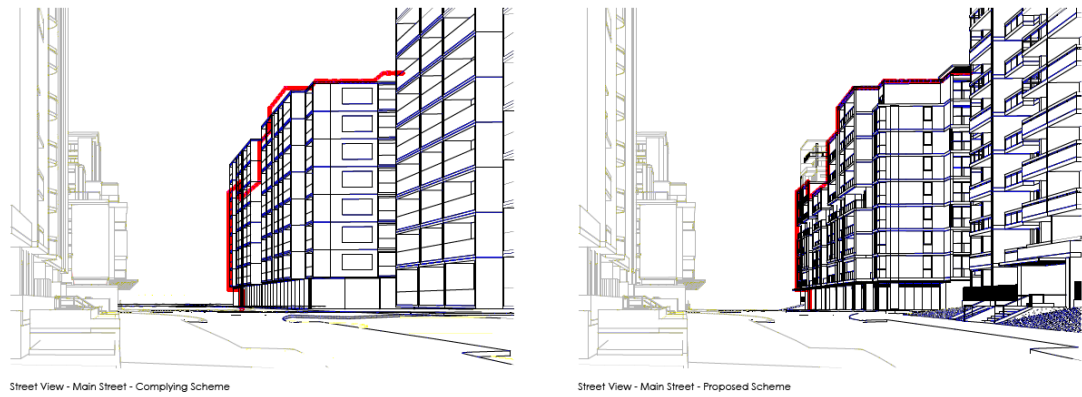 Street View - Main Street - Complying Scheme
Street View - Main Street - Proposed Scheme